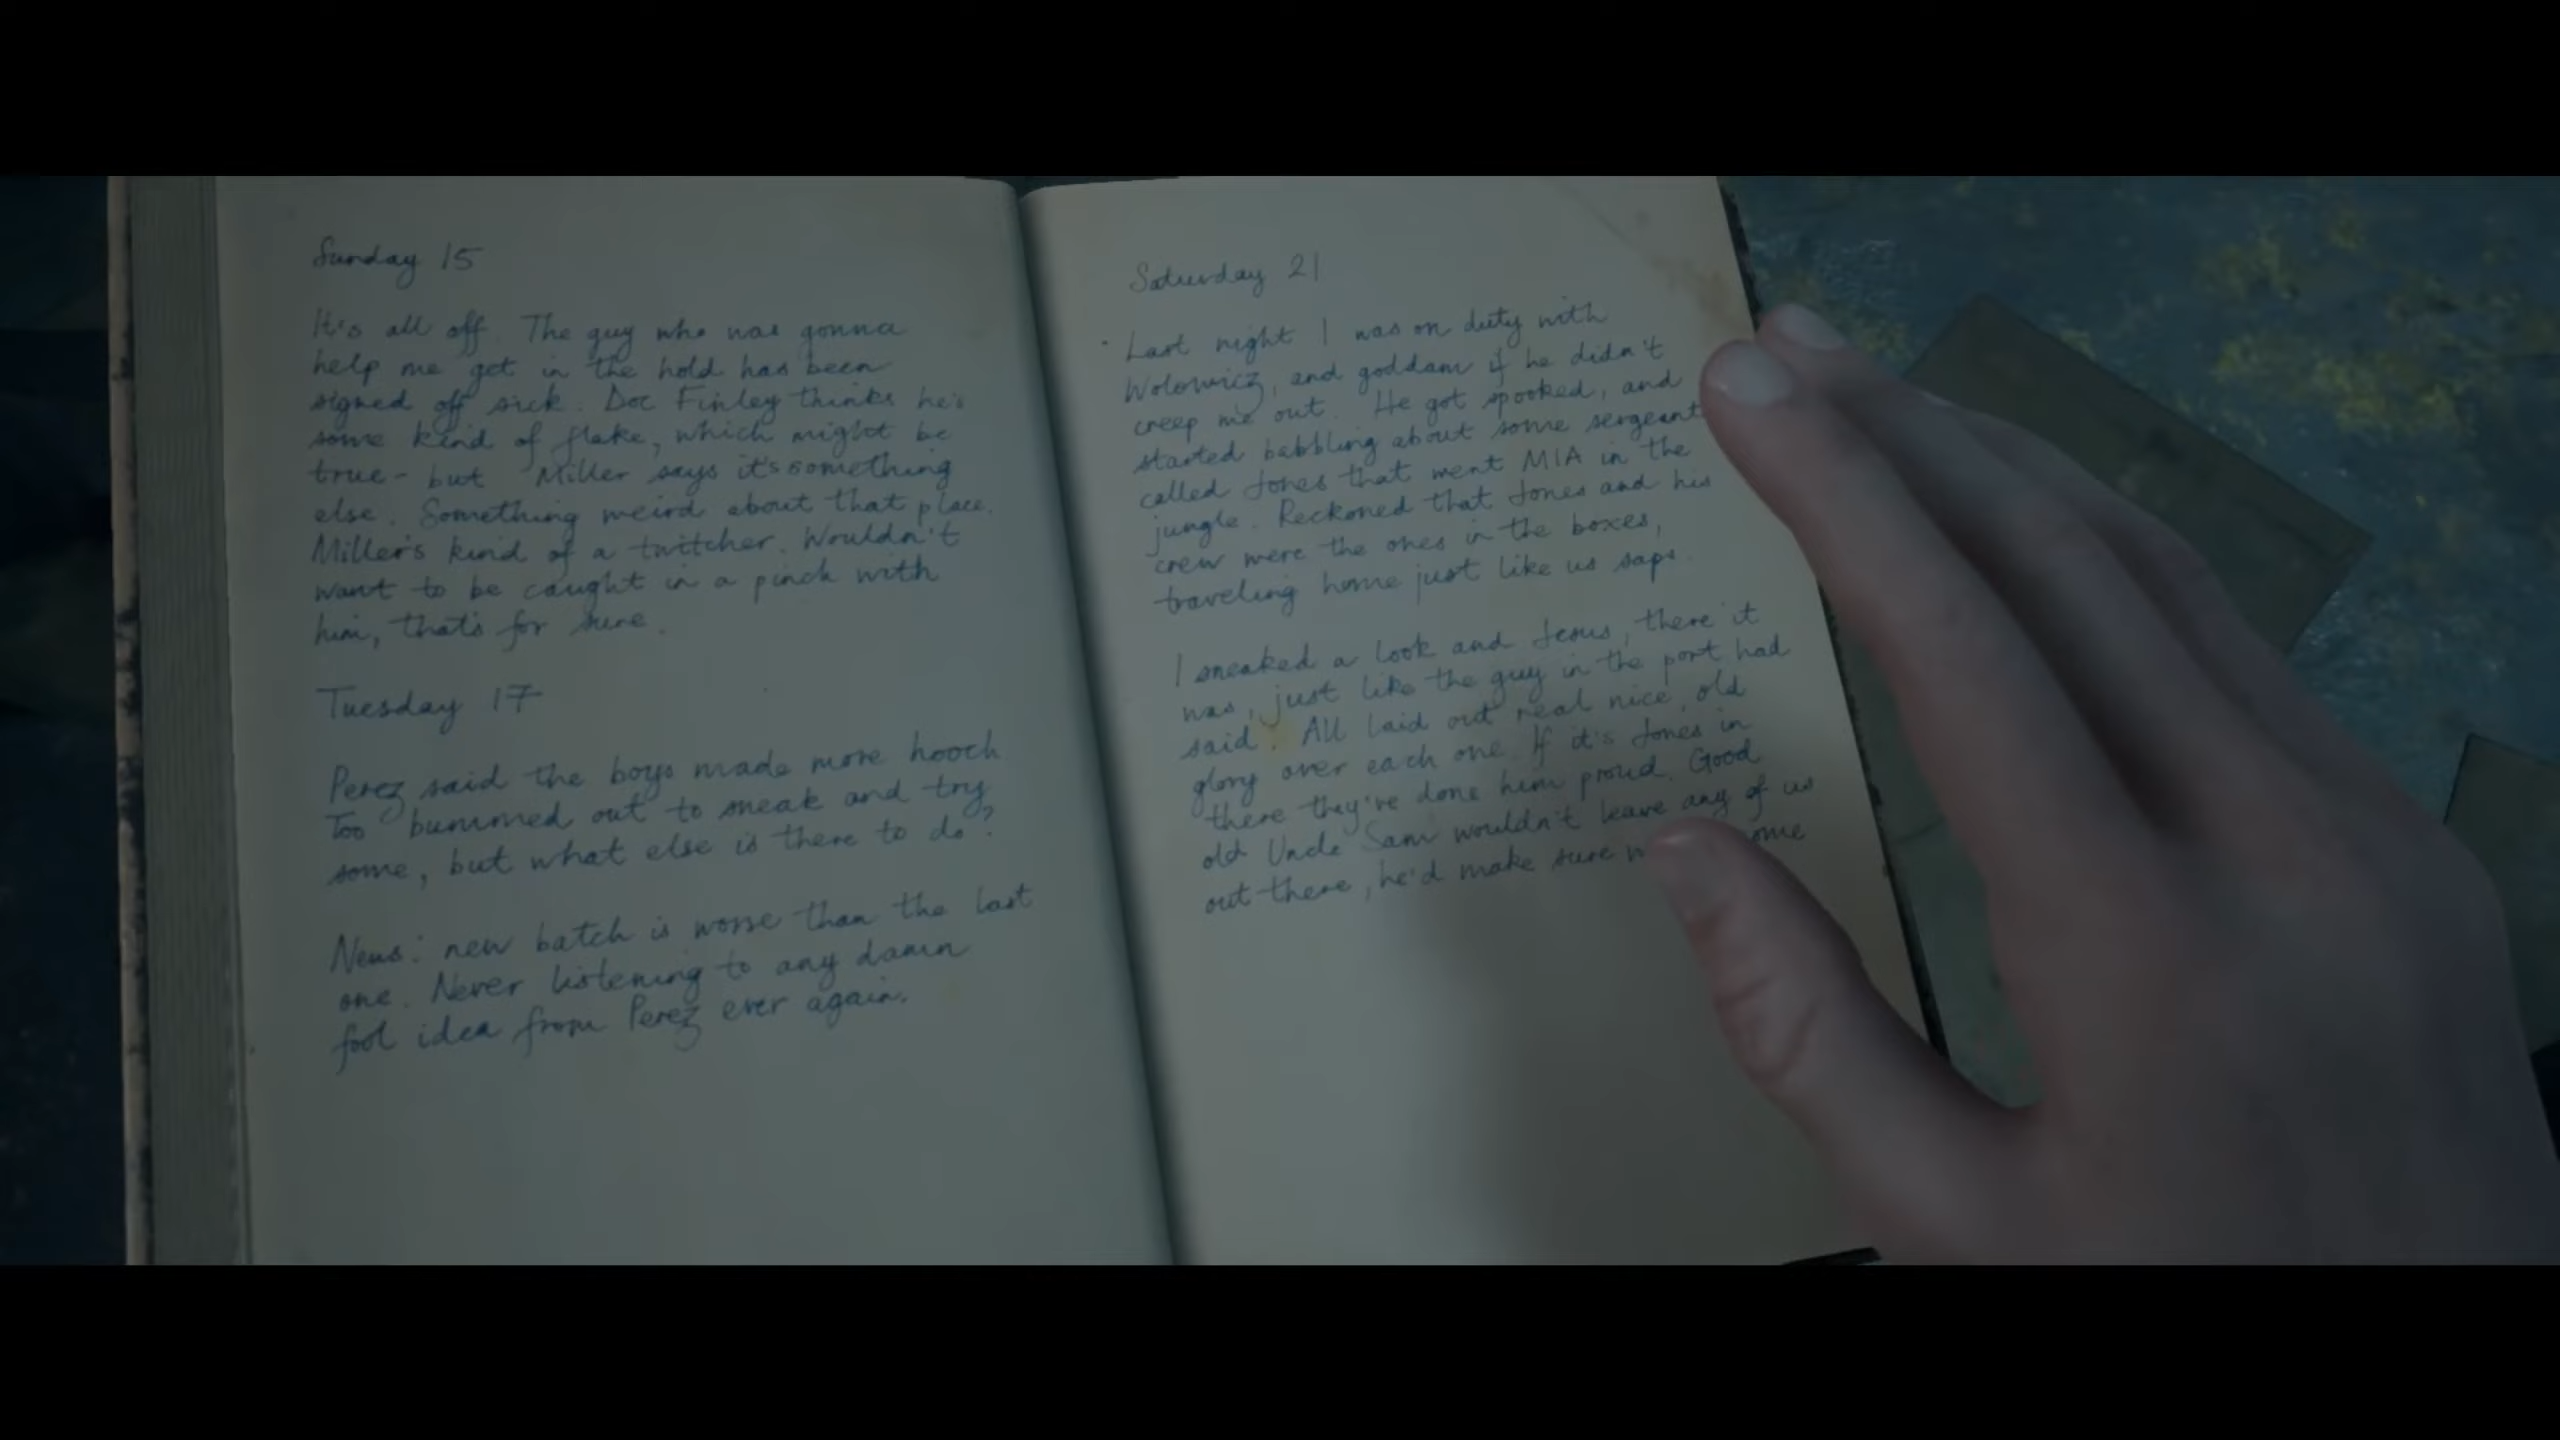 Sunday 15
It's all off. The guy who was gonna
help me get in the hold has been
signed off sick. Doc Finley thinks he's
some kind of flake, which might be
true - but Miller says it's something
else. Something weird about that place.
Miller's kind of a twitcher. Wouldn't
want to be caught in a pinch with
him, that's for sure.
Tuesday 17
Perez said the boys made more hooch
Too bummed out to sneak and try
some, but what else is there to do?
News: new batch is worse than the last
one. Never listening to any damn
fool idea from Perez ever again.
Saturday 21
Last night I was on duty with
Wolowicz, and goddam if he didn't
creep me out. He got spooked, and
started babbling about some sergeant
called Jones that went MIA in the
jungle. Reckoned that Jones and his
crew were the ones in the boxes,
traveling home just like us saps.
I sneaked a look and Jesus, there it
was, just like the guy in the port had
said. All laid out real nice, old
glory over each one. If it's Jones in
there they've done him proud. Good
old Uncle Sam wouldn't leave any of us
out there, he'd make sure